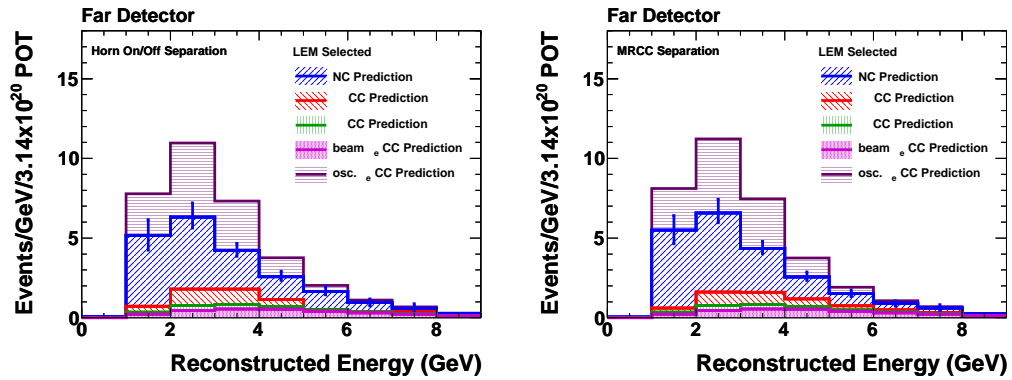 Far Detector
Horn On/Off Separation
LEM Selected
NC Prediction
CC Prediction
CC Prediction
beam e CC Prediction
osc. e CC Prediction
Events/GeV/3.14x10^20 POT
0
5
10
15
0 2 4 6 8
Reconstructed Energy (GeV)
Far Detector
MRCC Separation
LEM Selected
NC Prediction
CC Prediction
CC Prediction
beam e CC Prediction
osc. e CC Prediction
Events/GeV/3.14x10^20 POT
0
5
10
15
0 2 4 6 8
Reconstructed Energy (GeV)